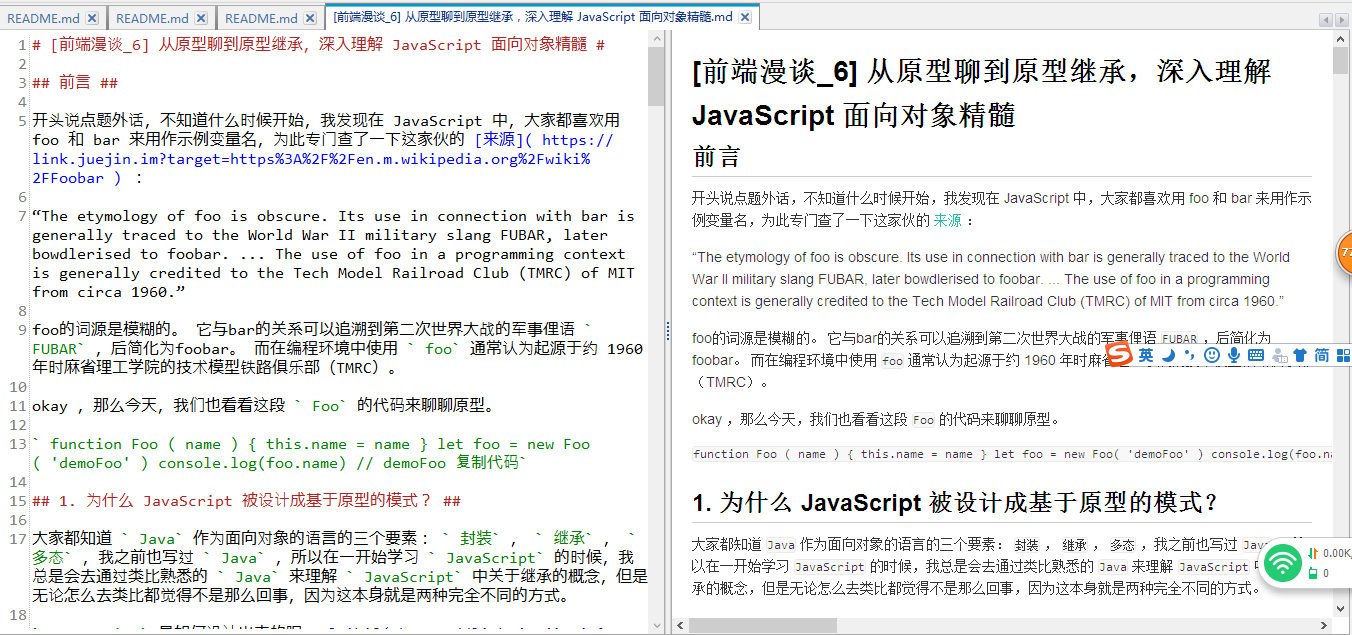 README.md README.md README.md [前端漫谈_6] 从原型聊到原型继承，深入理解 JavaScript 面向对象精髓.md
1 # [前端漫谈_6] 从原型聊到原型继承，深入理解 JavaScript 面向对象精髓 #
2
3 ## 前言 ##
4
5 开头说点题外话，不知道什么时候开始，我发现在 JavaScript 中，大家都喜欢用
foo 和 bar 来用作示例变量名，为此专门查了一下这家伙的 [来源]( https://
link.juejin.im?target=https%3A%2F%2Fen.m.wikipedia.org%2Fwiki%
2FFoobar ) ：
6
7 “The etymology of foo is obscure. Its use in connection with bar is
generally traced to the World War II military slang FUBAR, later
bowdlerised to foobar. ... The use of foo in a programming context
is generally credited to the Tech Model Railroad Club (TMRC) of MIT
from circa 1960.”
8
9 foo的词源是模糊的。 它与bar的关系可以追溯到第二次世界大战的军事俚语 `
FUBAR` ，后简化为foobar。 而在编程环境中使用 ` foo` 通常认为起源于约 1960
年时麻省理工学院的技术模型铁路俱乐部（TMRC）。
10
11 okay ，那么今天，我们也看看这段 ` Foo` 的代码来聊聊原型。
12
13 ` function Foo ( name ) { this.name = name } let foo = new Foo
( 'demoFoo' ) console.log(foo.name) // demoFoo 复制代码`
14
15 ## 1. 为什么 JavaScript 被设计成基于原型的模式？ ##
16
17 大家都知道 ` Java` 作为面向对象的语言的三个要素： ` 封装` ， ` 继承` ， `
多态` ，我之前也写过 ` Java` ，所以在一开始学习 ` JavaScript` 的时候，我
总是会去通过类比熟悉的 ` Java` 来理解 ` JavaScript` 中关于继承的概念，但是
无论怎么去类比都觉得不是那么回事，因为这本身就是两种完全不同的方式。
18
[前端漫谈_6] 从原型聊到原型继承，深入理解
JavaScript 面向对象精髓
前言
开头说点题外话，不知道什么时候开始，我发现在 JavaScript 中，大家都喜欢用 foo 和 bar 来用作示
例变量名，为此专门查了一下这家伙的 来源 ：
“The etymology of foo is obscure. Its use in connection with bar is generally traced to the World
War II military slang FUBAR, later bowdlerised to foobar. ... The use of foo in a programming
context is generally credited to the Tech Model Railroad Club (TMRC) of MIT from circa 1960.”
foo的词源是模糊的。 它与bar的关系可以追溯到第二次世界大战的军事俚语 FUBAR ，后简化为
foobar。 而在编程环境中使用 foo 通常认为起源于约 1960 年时麻省
（TMRC）。
英 简
okay ，那么今天，我们也看看这段 Foo 的代码来聊聊原型。
function Foo ( name ) { this.name = name } let foo = new Foo( 'demoFoo' ) console.log(foo.na
1. 为什么 JavaScript 被设计成基于原型的模式？
大家都知道 Java 作为面向对象的语言的三个要素： 封装 ， 继承 ， 多态 ，我之前也写过
以在一开始学习 JavaScript 的时候，我总是会去通过类比熟悉的 Java 来理解 JavaScript
承的概念，但是无论怎么去类比都觉得不是那么回事，因为这本身就是两种完全不同的方式。
0.00K
0